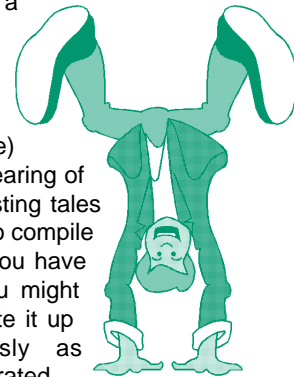 a
e)
earing of
sting tales
o compile
ou have
u might
te it up
sly as